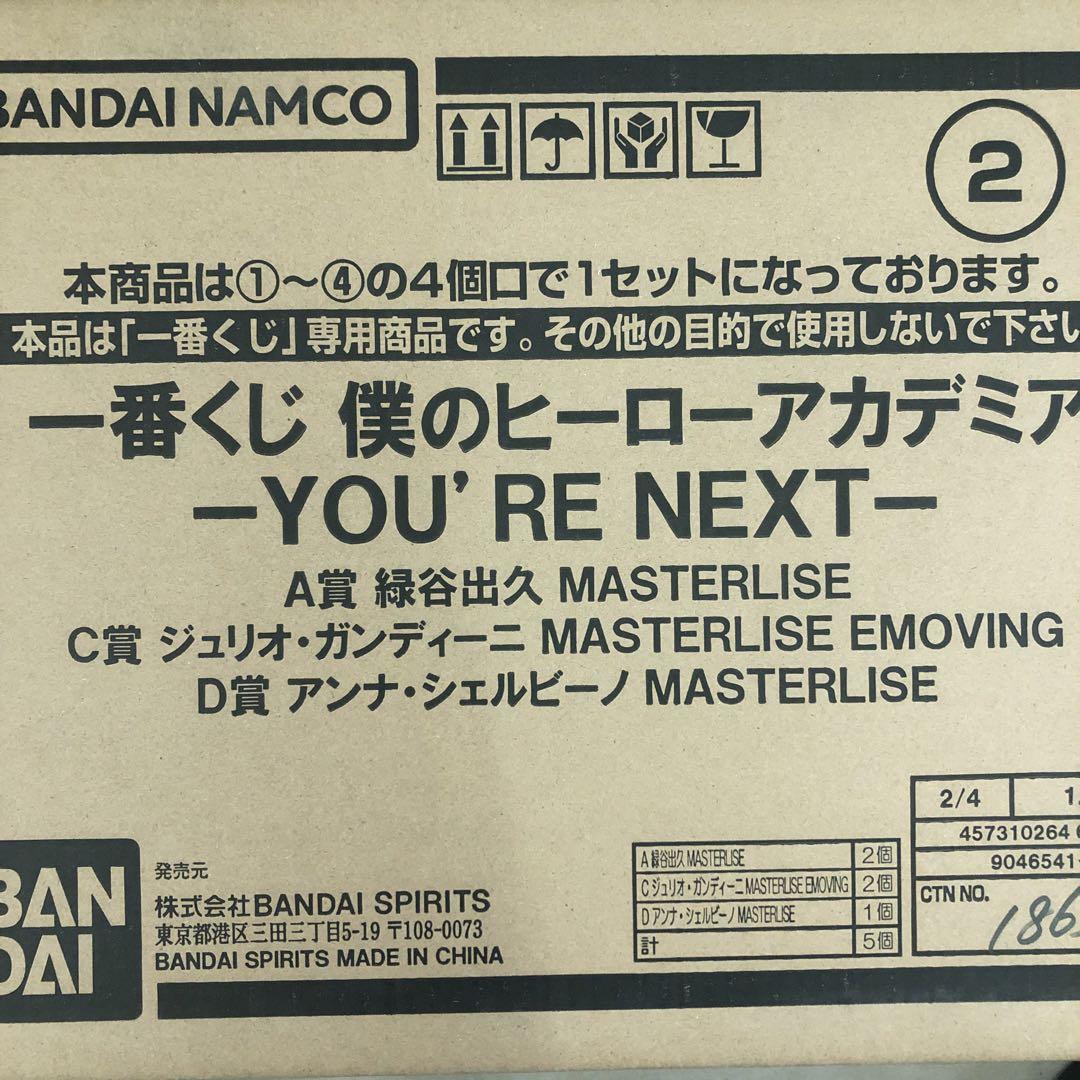 BANDAI NAMCO
2
本商品は①~④の4個口で1セットになっております。
本品は「一番くじ」専用商品です。その他の目的で使用しないで下さい
一番くじ 僕のヒーローアカデミア
-YOU'RE NEXT-
A賞 緑谷出久 MASTERLISE
C賞 ジュリオ・ガンディーニ MASTERLISE EMOVING
D賞 アンナ・シェルビーノ MASTERLISE
2/4
457310264
9046541
CTN NO.
186
A 緑谷出久 MASTERLISE 2個
C ジュリオ・ガンディーニ MASTERLISE EMOVING 2個
D アンナ・シェルビーノ MASTERLISE 1個
計 5個
BAN
DAI
発売元
株式会社BANDAI SPIRITS
東京都港区三田三丁目5-19 〒108-0073
BANDAI SPIRITS MADE IN CHINA